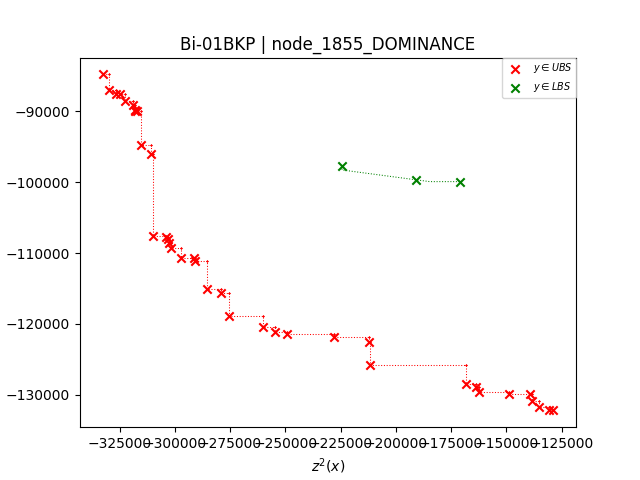 Bi-01BKP | node_1855_DOMINANCE
y ∈ UBS
y ∈ LBS
−90000
−100000
−110000
−120000
−130000
−325000 −300000 −275000 −250000 −225000 −200000 −175000 −150000 −125000
z²(x)